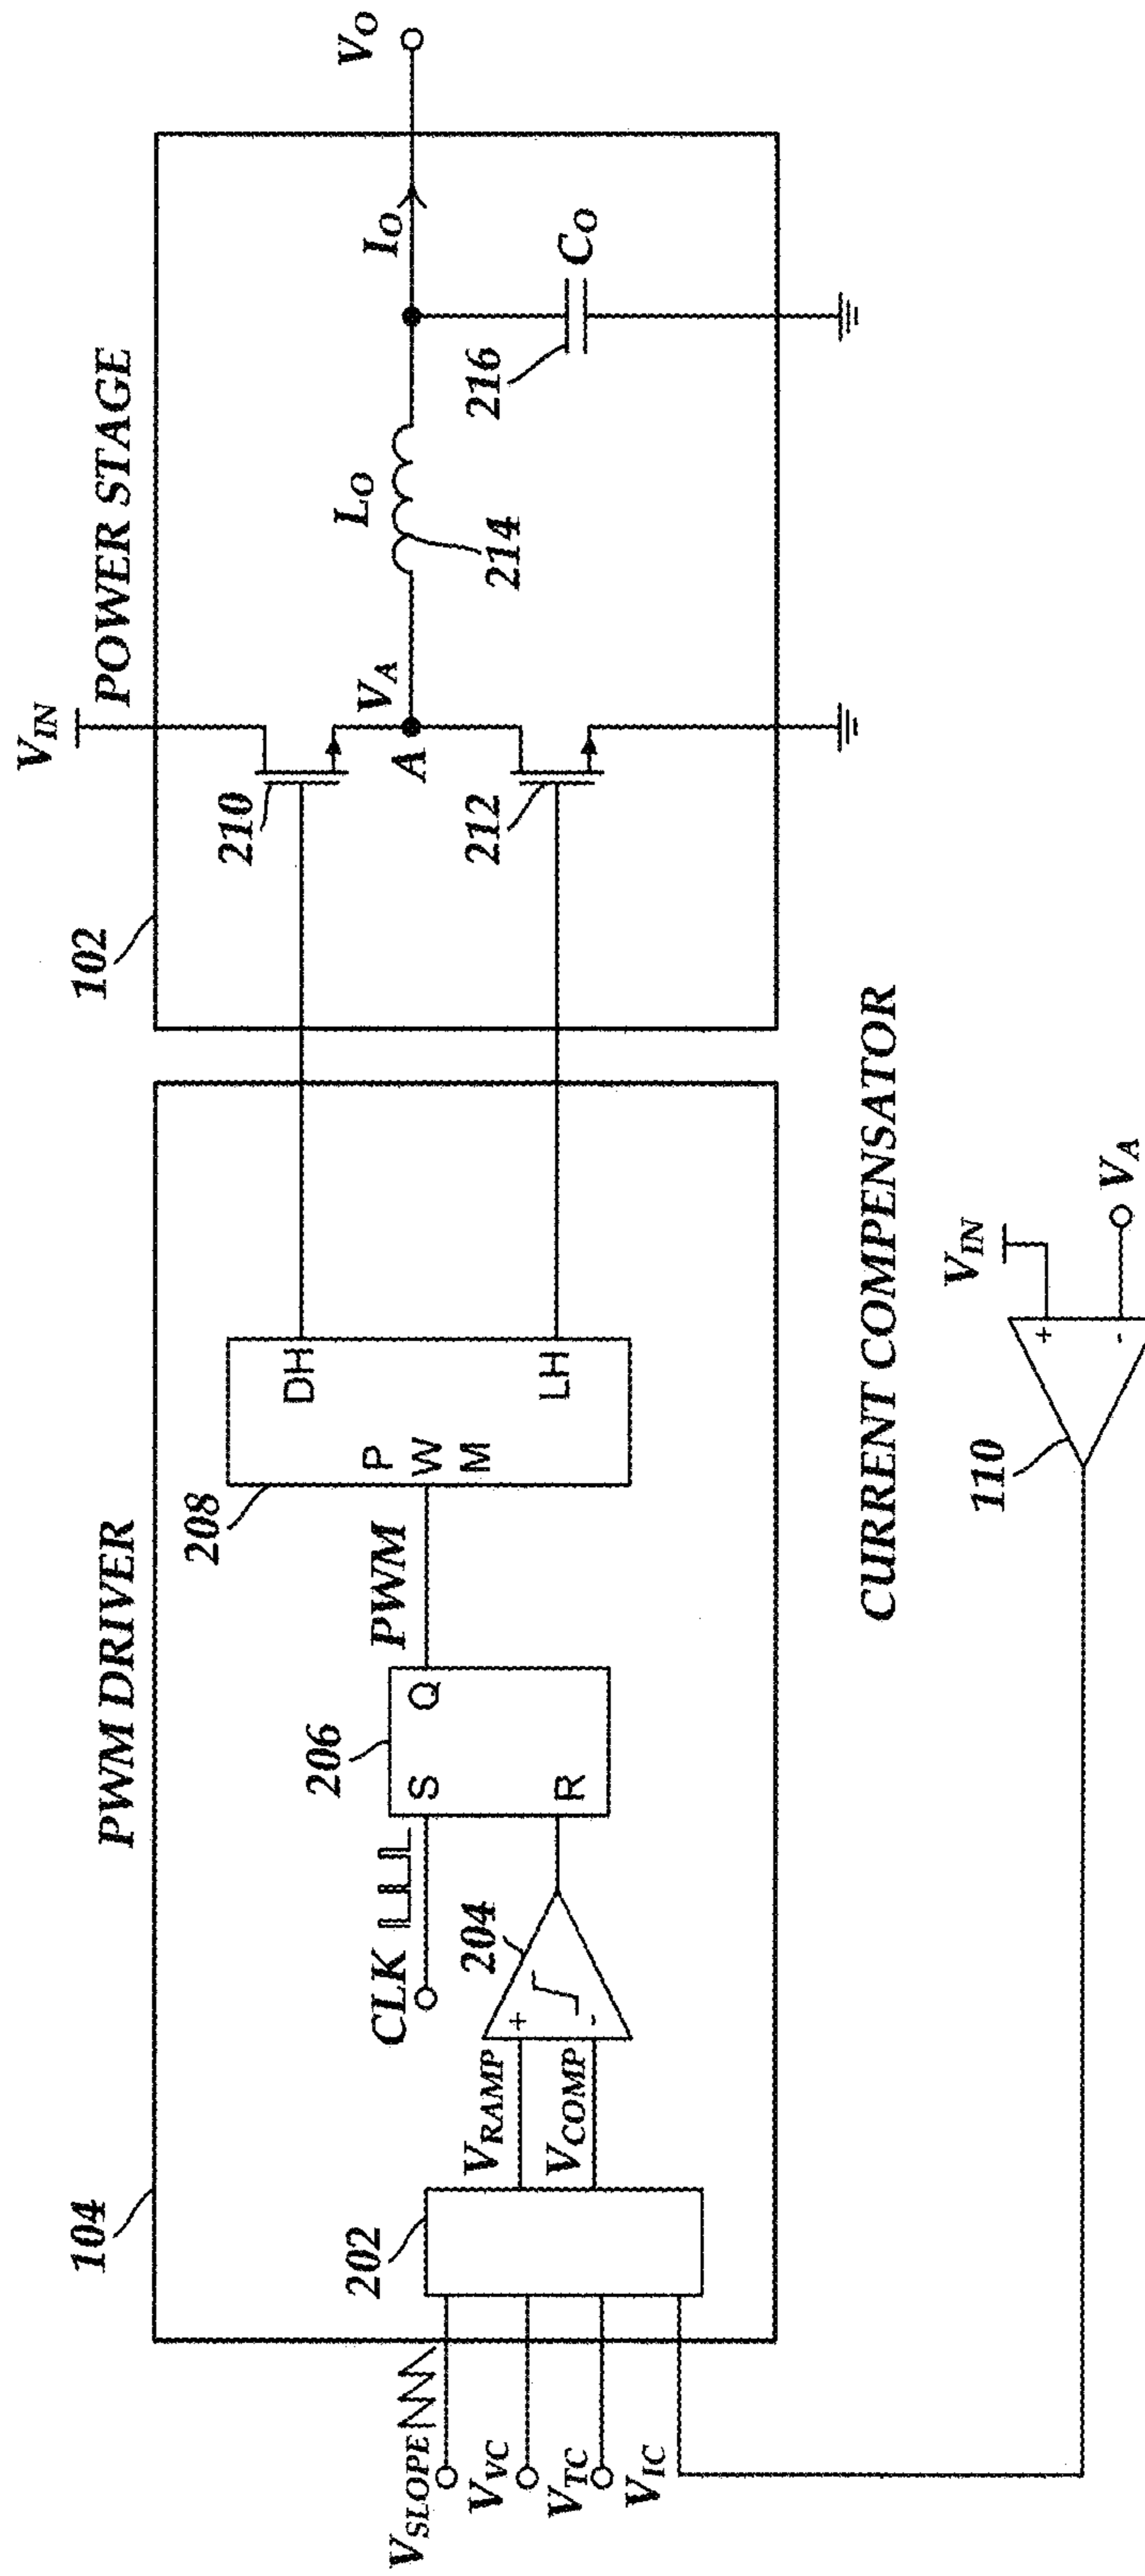 PWM DRIVER
104
V_SLOPE
V_VC
V_TC
V_IC
202
V_RAMP
V_COMP
+
-
204
CLK
206
S
Q
R
PWM
208
P
W
M
DH
LH
POWER STAGE
102
V_IN
210
212
A
V_A
L_O
214
I_O
216
C_O
V_O
CURRENT COMPENSATOR
110
V_IN
+
-
V_A